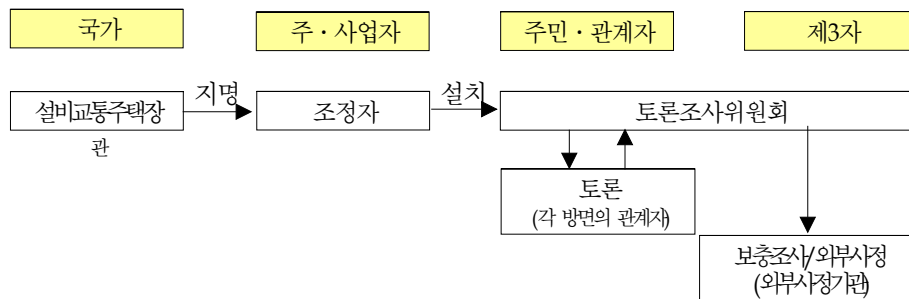 국가
주・사업자
주민・관계자
제3자
설비교통주택장
관
지명
조정자
설치
토론조사위원회
토론
(각 방면의 관계자)
보충조사/외부사정
(외부사정기관)